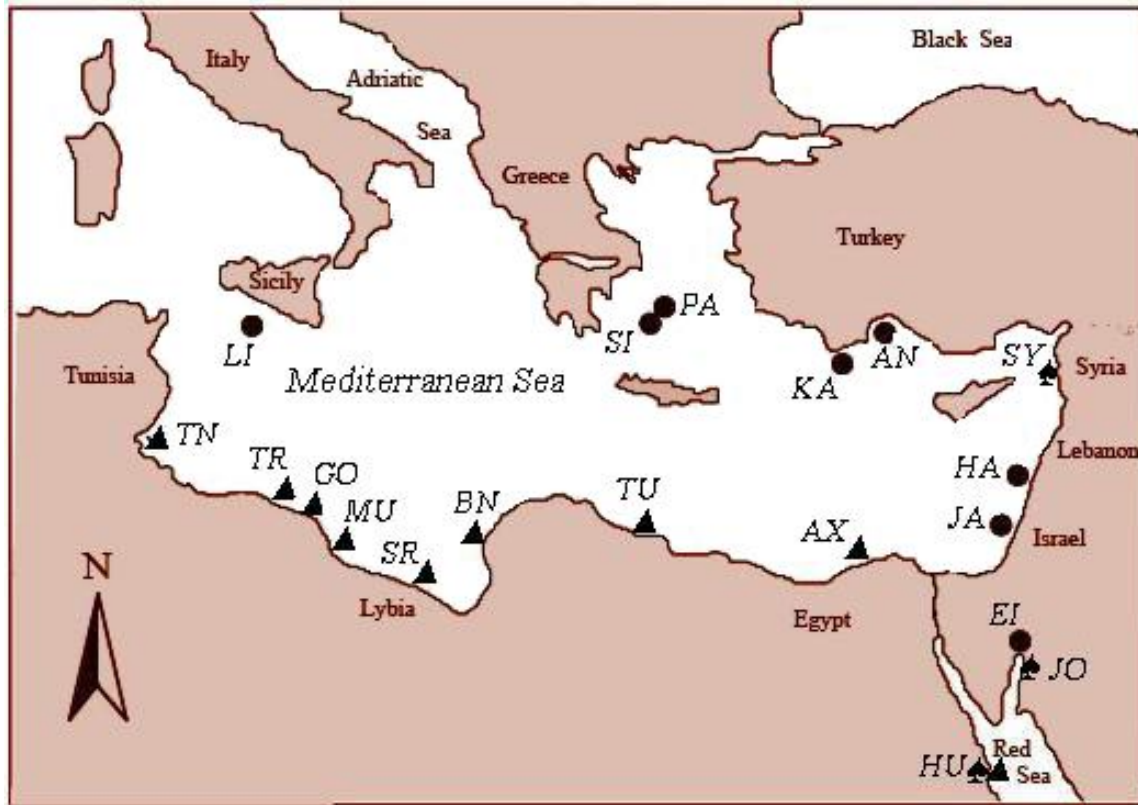 Black Sea
Italy
Adriatic
Sea
Greece
Turkey
Sicily
PA
SI
LI
AN
KA
SY
Tunisia
Syria
Mediterranean Sea
TN
TR
GO
MU
BN
SR
TU
HA
Lebanon
JA
AX
Israel
N
Lybia
Egypt
EI
JO
HU
Red
Sea